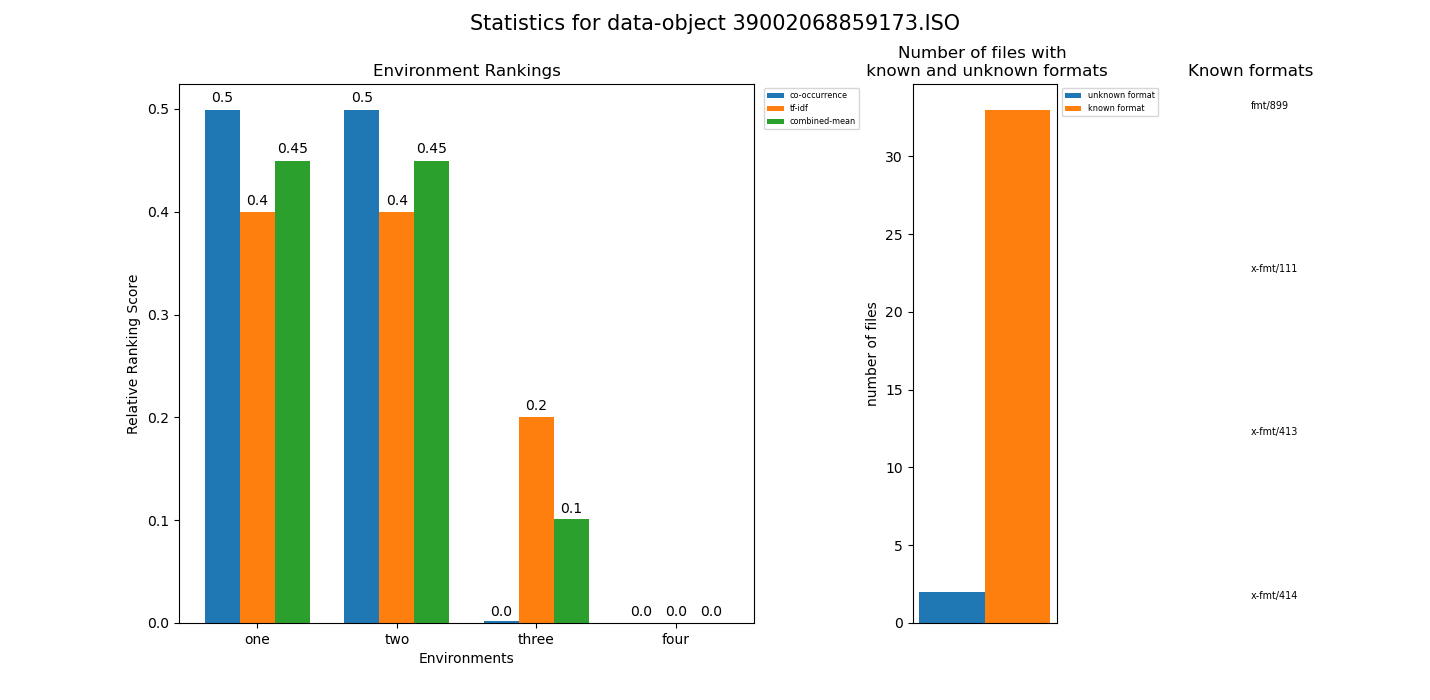 Statistics for data-object 39002068859173.ISO
Environment Rankings
Relative Ranking Score
0.5
0.4
0.3
0.2
0.1
0.0
0.5
0.4
0.45
0.5
0.4
0.45
0.0
0.2
0.1
0.0
0.0
0.0
one
two
three
four
Environments
co-occurrence
tf-idf
combined-mean
Number of files with
known and unknown formats
number of files
30
25
20
15
10
5
0
unknown format
known format
Known formats
fmt/899
x-fmt/111
x-fmt/413
x-fmt/414